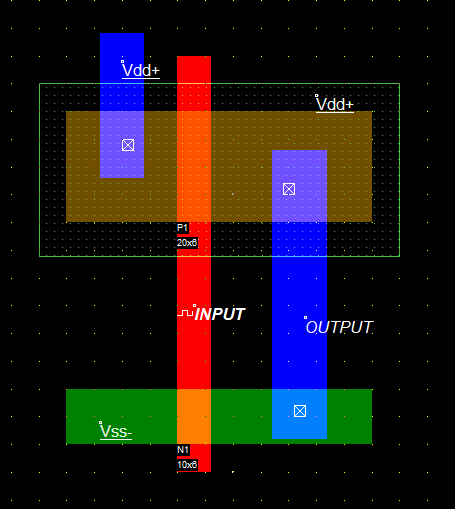 Vdd+
Vdd+
P1
20x6
INPUT
OUTPUT
Vss-
N1
10x6